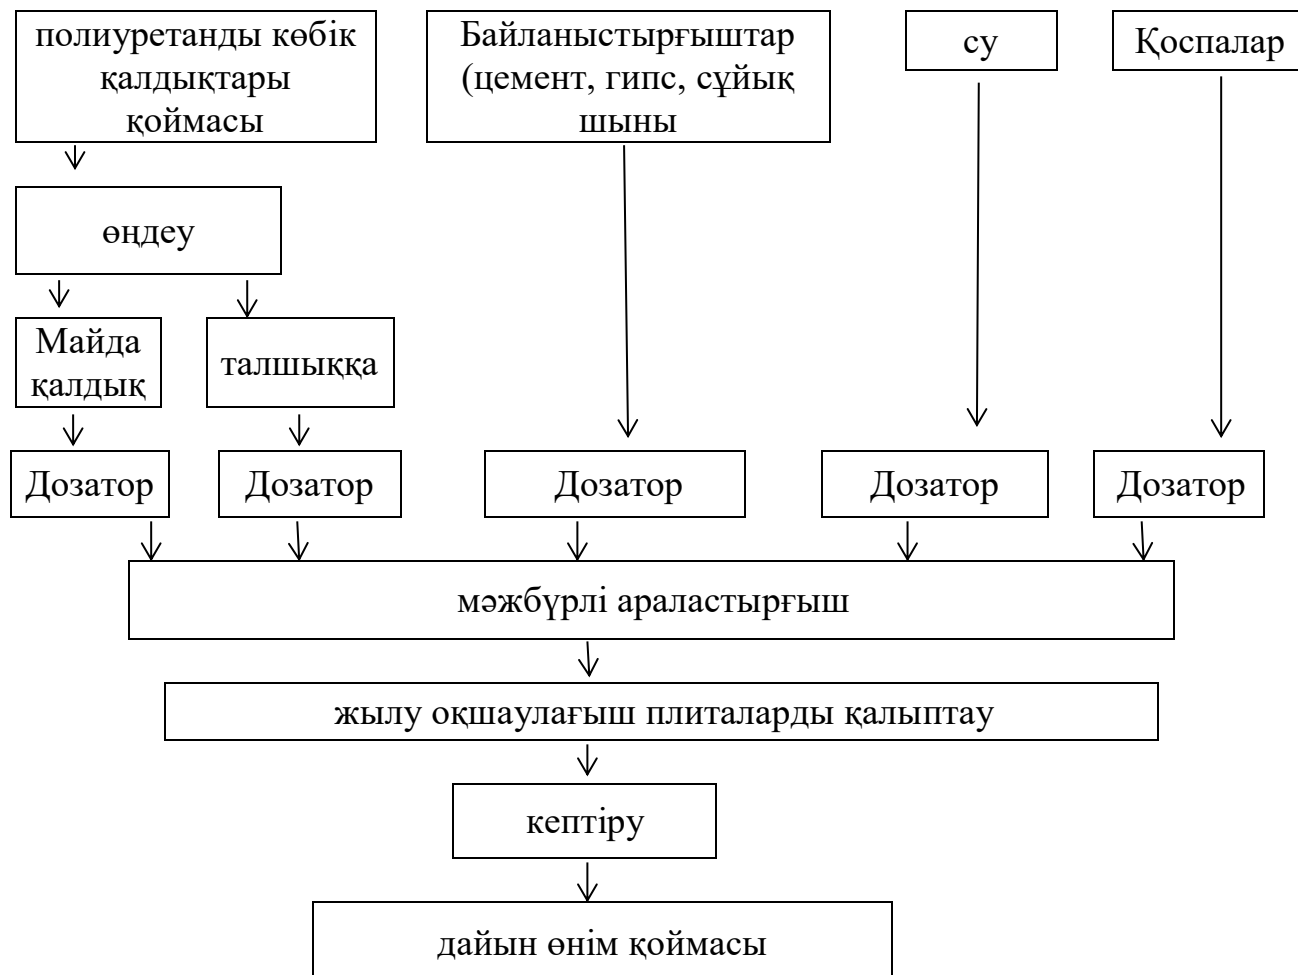 полиуретанды көбік
қалдықтары
қоймасы
Байланыстырғыштар
(цемент, гипс, сұйық
шыны
су
Қоспалар
өңдеу
Майда
қалдық
талшыққа
Дозатор
Дозатор
Дозатор
Дозатор
Дозатор
мәжбүрлі араластырғыш
жылу оқшаулағыш плиталарды қалыптау
кептіру
дайын өнім қоймасы